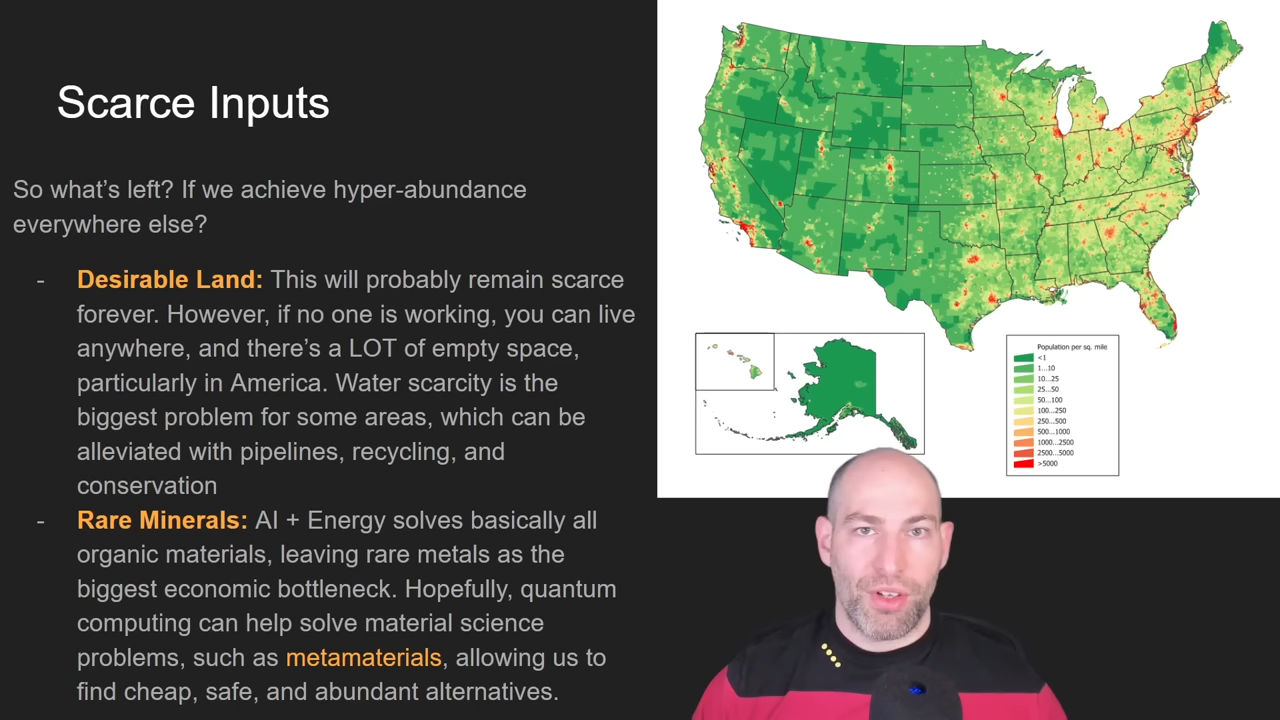 Scarce Inputs
So what's left? If we achieve hyper-abundance
everywhere else?
- Desirable Land: This will probably remain scarce
forever. However, if no one is working, you can live
anywhere, and there's a LOT of empty space,
particularly in America. Water scarcity is the
biggest problem for some areas, which can be
alleviated with pipelines, recycling, and
conservation
- Rare Minerals: AI + Energy solves basically all
organic materials, leaving rare metals as the
biggest economic bottleneck. Hopefully, quantum
computing can help solve material science
problems, such as metamaterials, allowing us to
find cheap, safe, and abundant alternatives.
Population per sq. mile
<1
1...10
10...25
25...50
50...100
100...250
250...500
500...1000
1000...2500
2500...5000
>5000